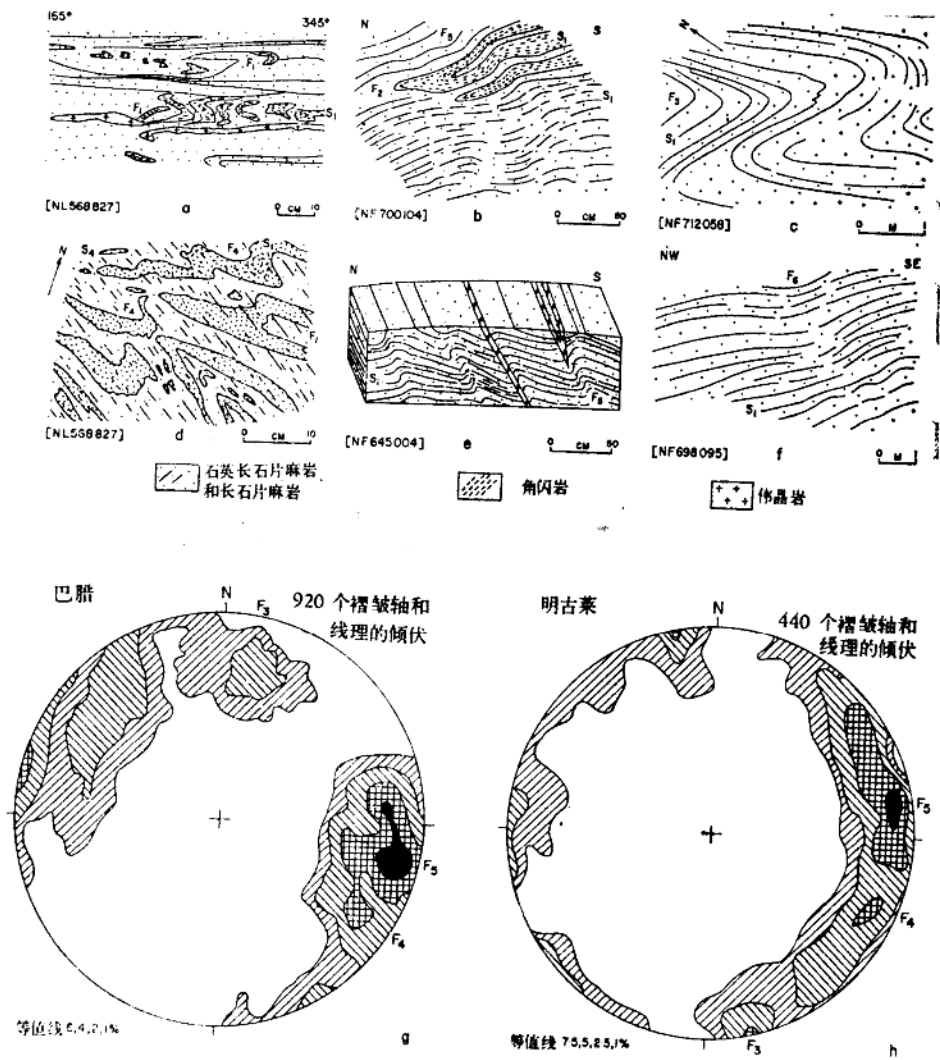 165° 345°
F₁
F₁
S₁
[NL568827] a 0 CM 10
N F₅ S₁ S
F₂
S₁
[NF700104] b 0 CM 60
N
F₃
S₁
[NF712058] c 0 M
N S₄ F₄ S₁
F₄
F₁
[NL568827] d 0 CM 10
N S
S₁
F₅
[NF645004] e 0 CM 50
NW SE
F₆
S₁
[NF698095] f 0 M
石英长石片麻岩
和长石片麻岩
角闪岩
伟晶岩
巴腊
N F₃
920 个褶皱轴和
线理的倾伏
F₅
F₄
等值线 6,4,2,1%
g
明古莱
N
440 个褶皱轴和
线理的倾伏
F₅
F₄
F₃
等值线 7.5,5,2.5,1%
h